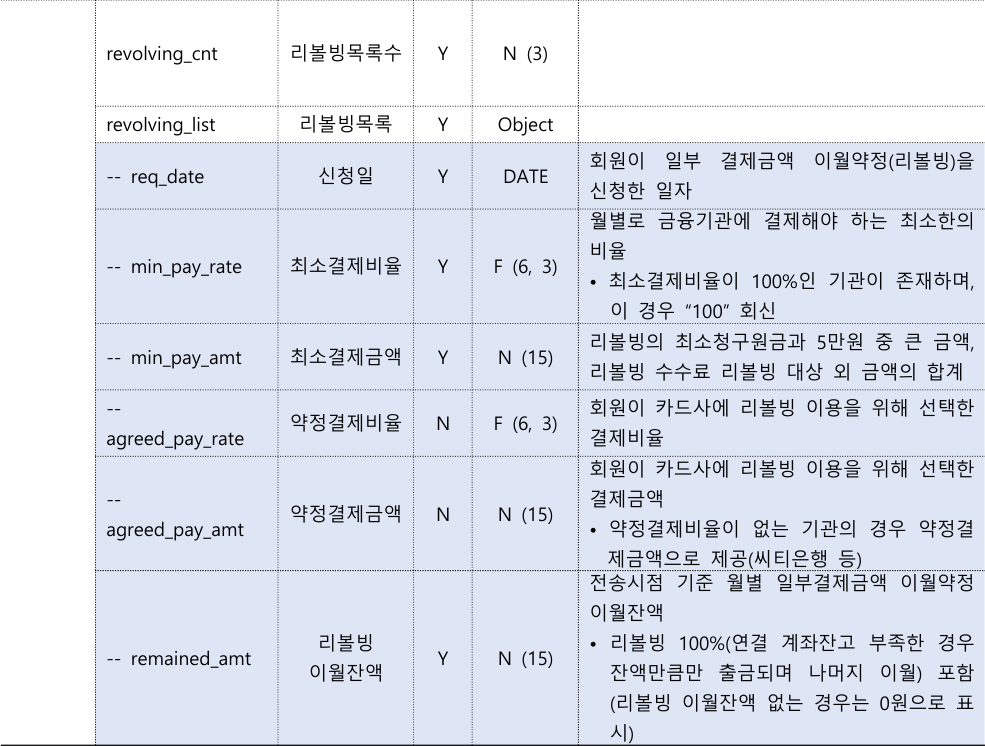 revolving_cnt 리볼빙목록수 Y N (3)
revolving_list 리볼빙목록 Y Object
-- req_date 신청일 Y DATE 회원이 일부 결제금액 이월약정(리볼빙)을
신청한 일자
-- min_pay_rate 최소결제비율 Y F (6, 3) 월별로 금융기관에 결제해야 하는 최소한의
비율
• 최소결제비율이 100%인 기관이 존재하며,
이 경우 “100” 회신
-- min_pay_amt 최소결제금액 Y N (15) 리볼빙의 최소청구원금과 5만원 중 큰 금액,
리볼빙 수수료 리볼빙 대상 외 금액의 합계
--
agreed_pay_rate 약정결제비율 N F (6, 3) 회원이 카드사에 리볼빙 이용을 위해 선택한
결제비율
--
agreed_pay_amt 약정결제금액 N N (15) 회원이 카드사에 리볼빙 이용을 위해 선택한
결제금액
• 약정결제비율이 없는 기관의 경우 약정결
제금액으로 제공(씨티은행 등)
-- remained_amt 리볼빙
이월잔액 Y N (15) 전송시점 기준 월별 일부결제금액 이월약정
이월잔액
• 리볼빙 100%(연결 계좌잔고 부족한 경우
잔액만큼만 출금되며 나머지 이월) 포함
(리볼빙 이월잔액 없는 경우는 0원으로 표
시)